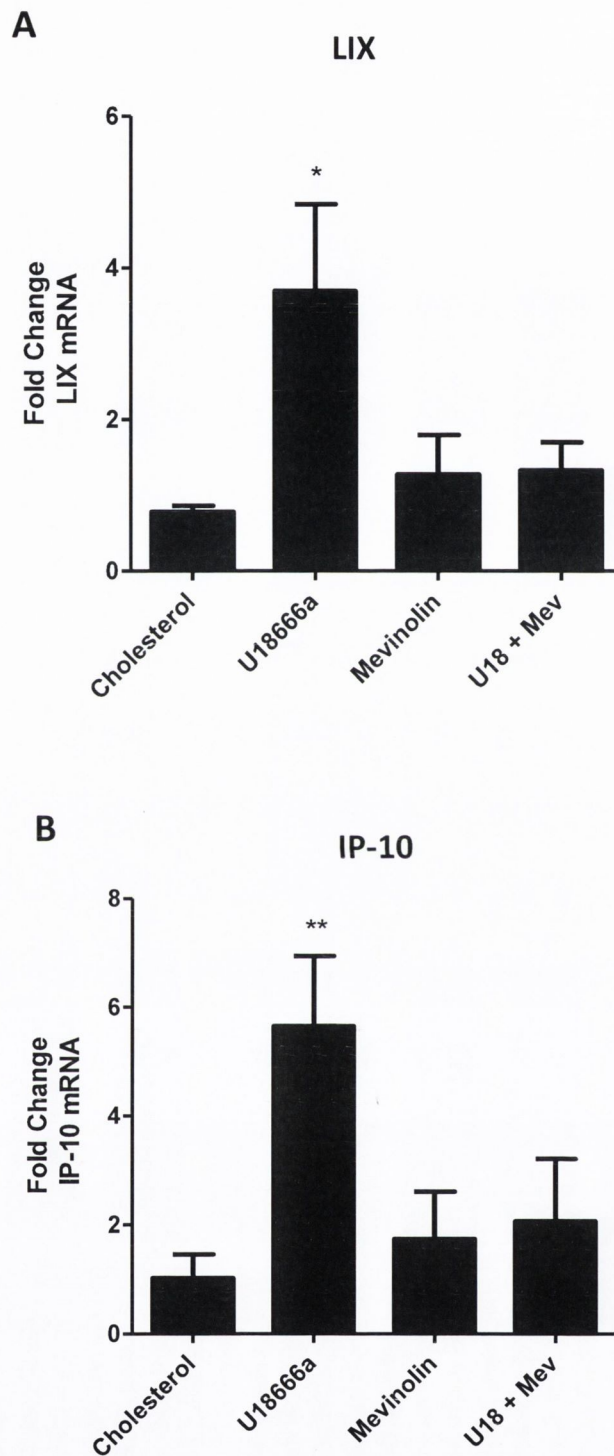 A
LIX
6
4
2
0
Fold Change
LIX mRNA
*
Cholesterol
U18666a
Mevinolin
U18 + Mev
B
IP-10
8
6
4
2
0
Fold Change
IP-10 mRNA
**
Cholesterol
U18666a
Mevinolin
U18 + Mev